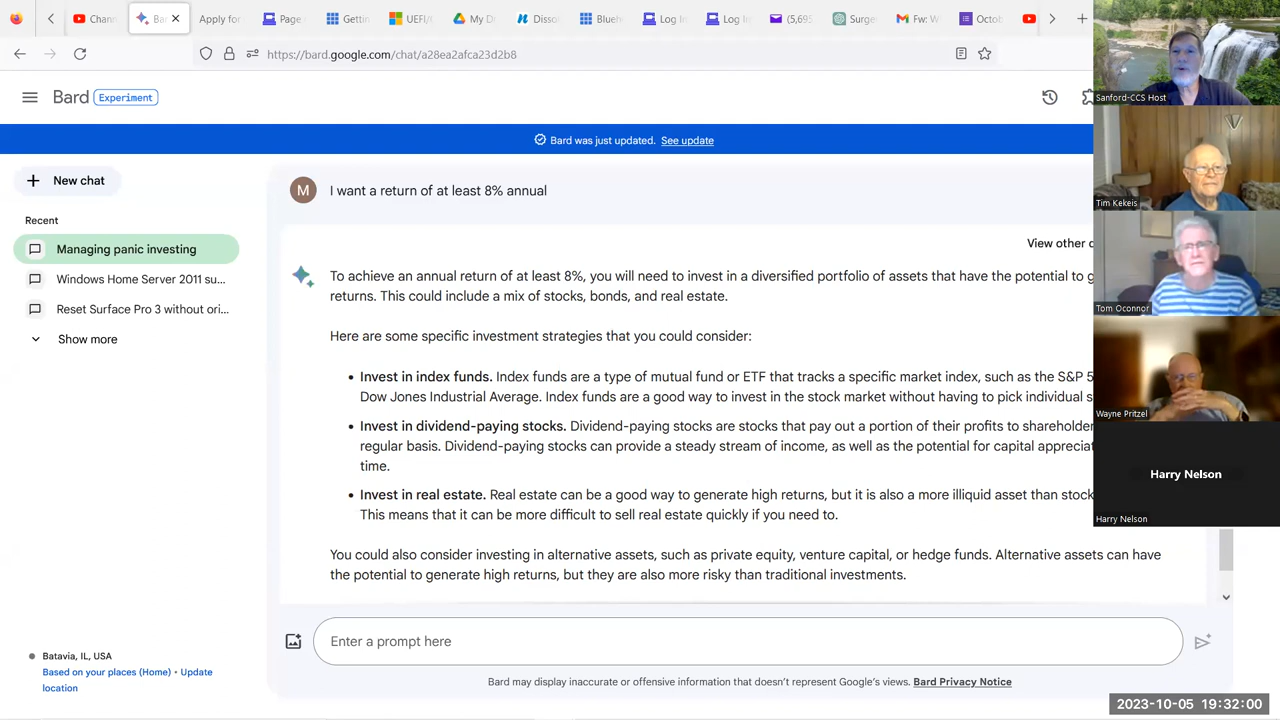 Chann
Ba
Apply for
Page
Gettin
UEFI/
My D
Disso
Blueh
Log I
Log I
(5,695
Surge
Fw: W
Octob
https://bard.google.com/chat/a28ea2afca23d2b8
Bard Experiment
Bard was just updated. See update
New chat
Recent
Managing panic investing
Windows Home Server 2011 su...
Reset Surface Pro 3 without ori...
Show more
Batavia, IL, USA
Based on your places (Home) • Update
location
M
I want a return of at least 8% annual
View other d
To achieve an annual return of at least 8%, you will need to invest in a diversified portfolio of assets that have the potential to g
returns. This could include a mix of stocks, bonds, and real estate.
Here are some specific investment strategies that you could consider:
• Invest in index funds. Index funds are a type of mutual fund or ETF that tracks a specific market index, such as the S&P 5
Dow Jones Industrial Average. Index funds are a good way to invest in the stock market without having to pick individual s
• Invest in dividend-paying stocks. Dividend-paying stocks are stocks that pay out a portion of their profits to shareholder
regular basis. Dividend-paying stocks can provide a steady stream of income, as well as the potential for capital apprecia
time.
• Invest in real estate. Real estate can be a good way to generate high returns, but it is also a more illiquid asset than stock
This means that it can be more difficult to sell real estate quickly if you need to.
You could also consider investing in alternative assets, such as private equity, venture capital, or hedge funds. Alternative assets can have
the potential to generate high returns, but they are also more risky than traditional investments.
Enter a prompt here
Bard may display inaccurate or offensive information that doesn't represent Google's views. Bard Privacy Notice
Sanford-CCS Host
Tim Kekeis
Tom Oconnor
Wayne Pritzel
Harry Nelson
Harry Nelson
2023-10-05 19:32:00